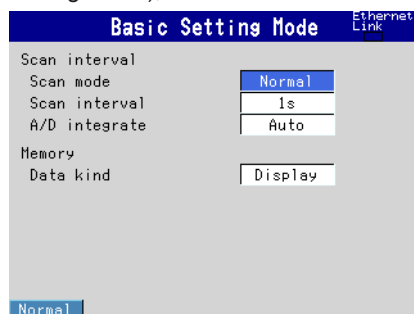 Basic Setting Mode
Ethernet
Link
Scan interval
Scan mode Normal
Scan interval 1s
A/D integrate Auto
Memory
Data kind Display
Normal